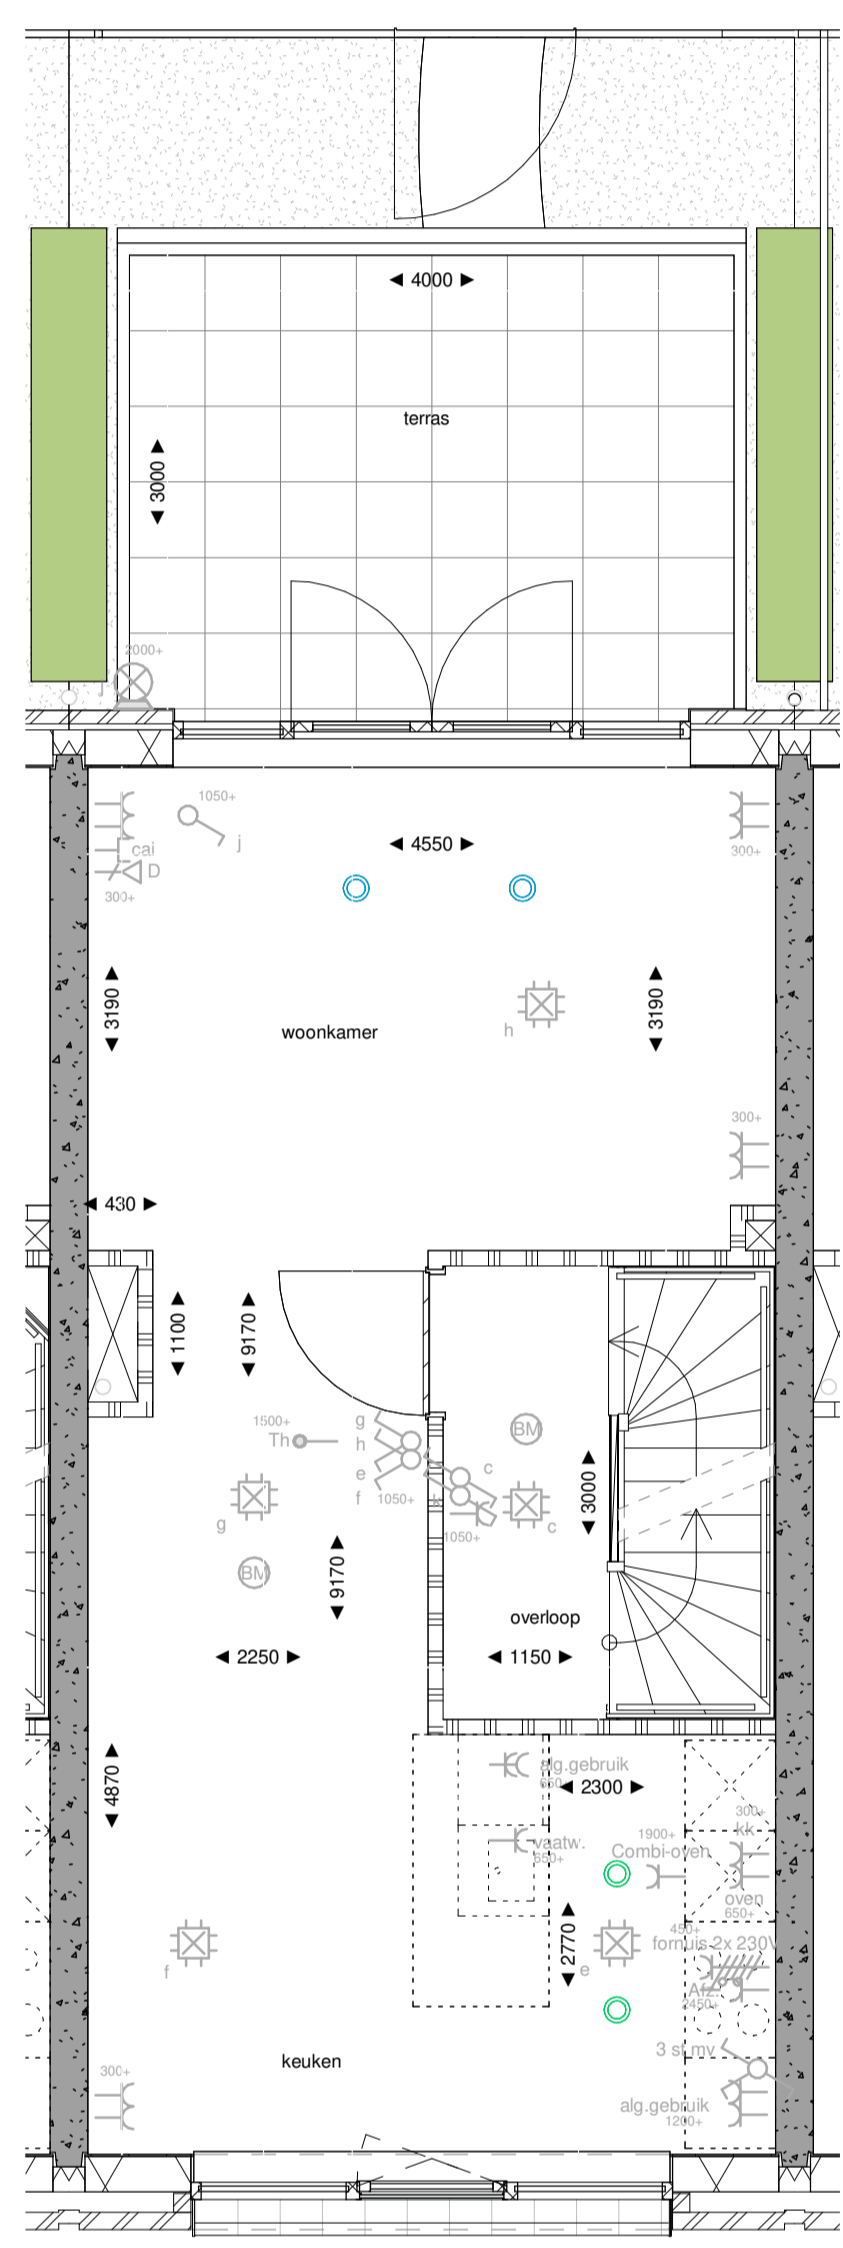 4000
terras
3000
2000+
j
1050+
j
cai
D
300+
4550
300+
3190
woonkamer
h
3190
300+
430
1100
9170
1500+
Th
g
h
e
f
1050+
BM
c
k
1050+
c
3000
g
BM
9170
overloop
2250
1150
4870
alg.gebruik
650+
2300
vaatw.
650+
1900+
Combi-oven
300+
kk
oven
650+
450+
fornuis 2x 230V
Afz.
2450+
2770
e
f
3 st mv
keuken
300+
alg.gebruik
1200+